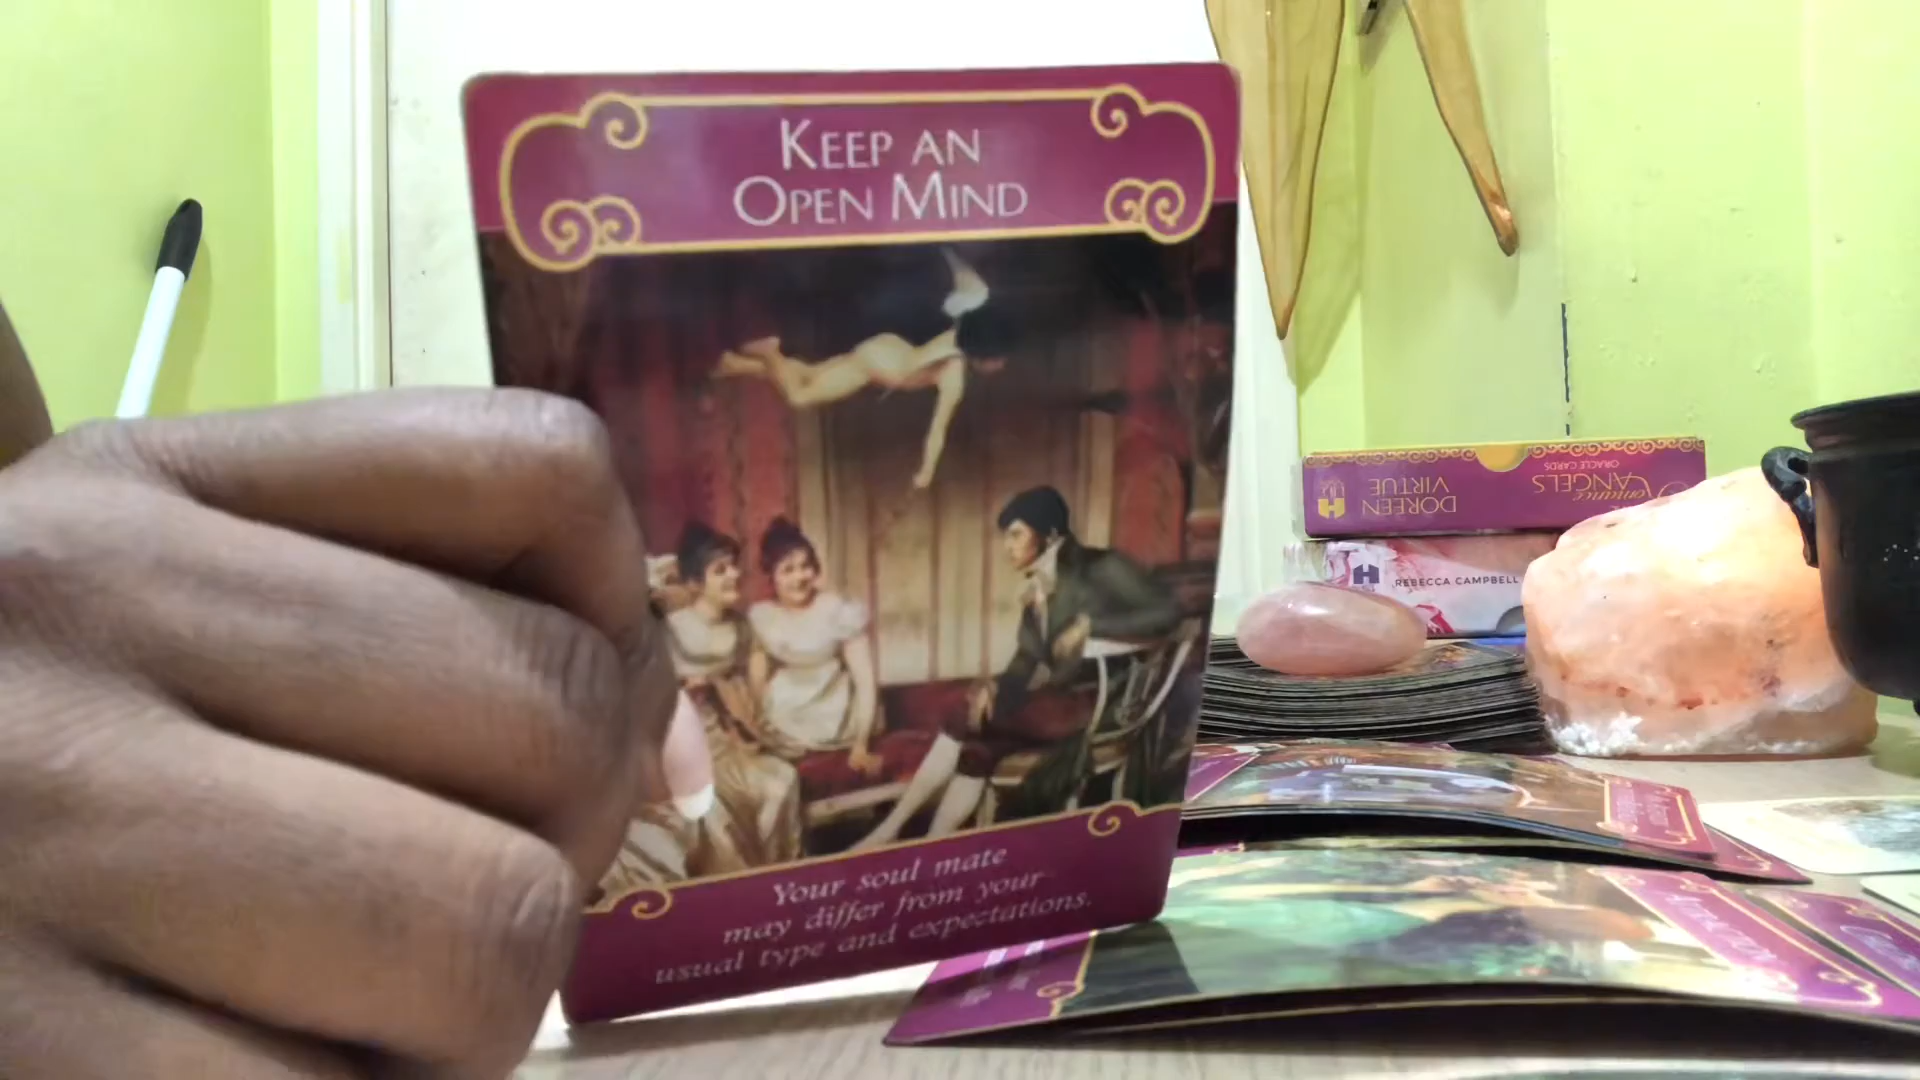 KEEP AN
OPEN MIND
Your soul mate
may differ from your
usual type and expectations.
DOREEN
VIRTUE
Romance
ANGELS
ORACLE CARDS
REBECCA CAMPBELL